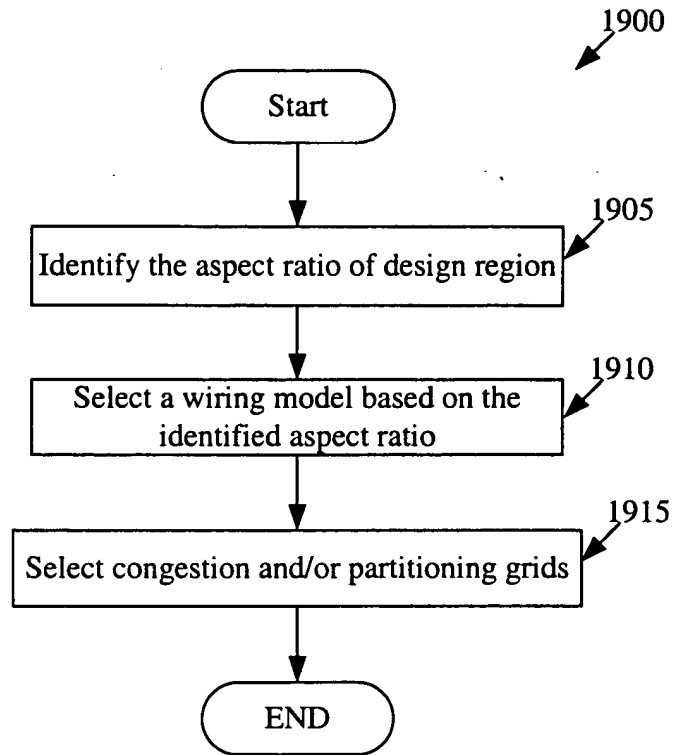 1900
Start
1905
Identify the aspect ratio of design region
1910
Select a wiring model based on the
identified aspect ratio
1915
Select congestion and/or partitioning grids
END